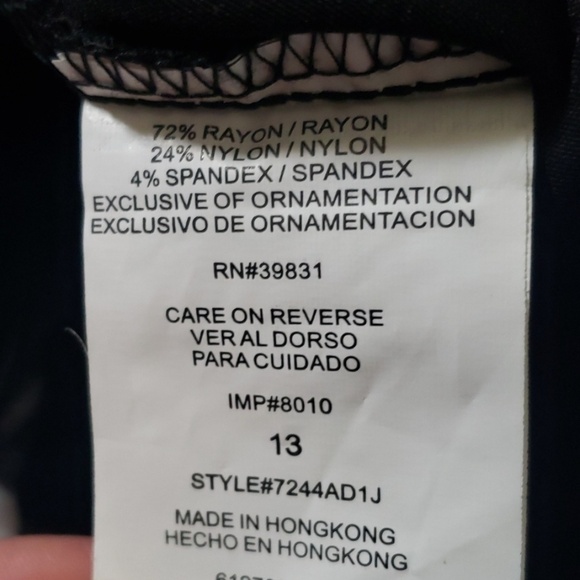 72% RAYON / RAYON
24% NYLON / NYLON
4% SPANDEX / SPANDEX
EXCLUSIVE OF ORNAMENTATION
EXCLUSIVO DE ORNAMENTACION
RN#39831
CARE ON REVERSE
VER AL DORSO
PARA CUIDADO
IMP#8010
13
STYLE#7244AD1J
MADE IN HONGKONG
HECHO EN HONGKONG